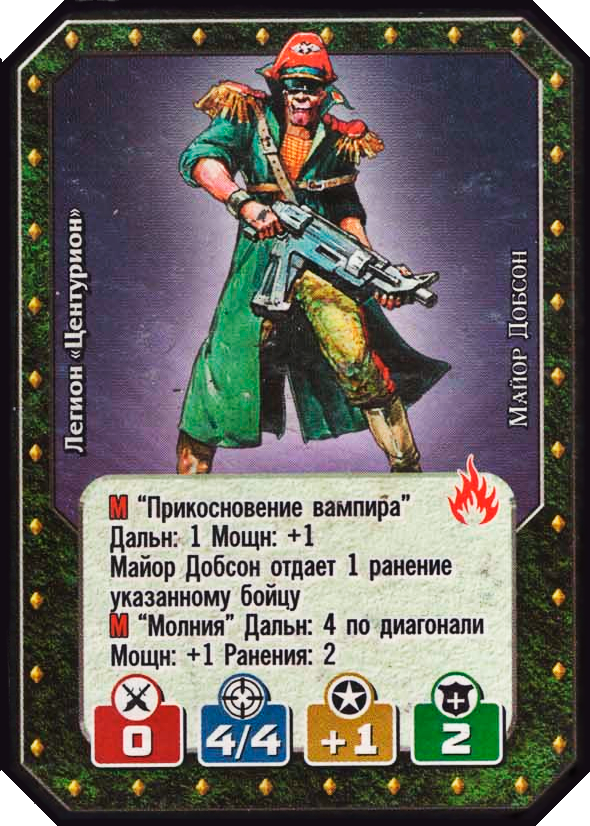 Легион «Центурион»
Майор Добсон
М “Прикосновение вампира”
Дальн: 1 Мощн: +1
Майор Добсон отдает 1 ранение
указанному бойцу
М “Молния” Дальн: 4 по диагонали
Мощн: +1 Ранения: 2
0
4/4
+1
2